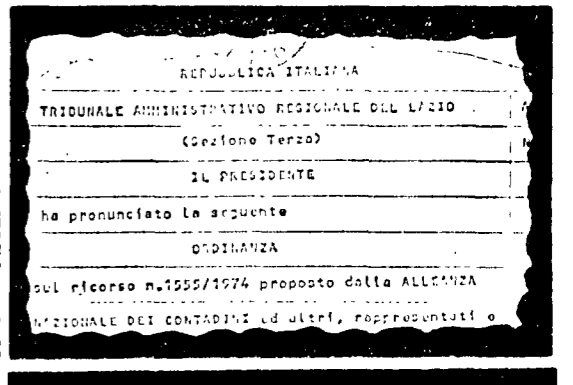 REPUBBLICA ITALIANA
TRIBUNALE AMMINISTRATIVO REGIONALE DEL LAZIO
(Sezione Terza)
IL PRESIDENTE
ha pronunciato la seguente
ORDINANZA
sul ricorso n.1555/1974 proposto dalla ALLEANZA
NAZIONALE DEI CONTADINI ed altri, rappresentati o